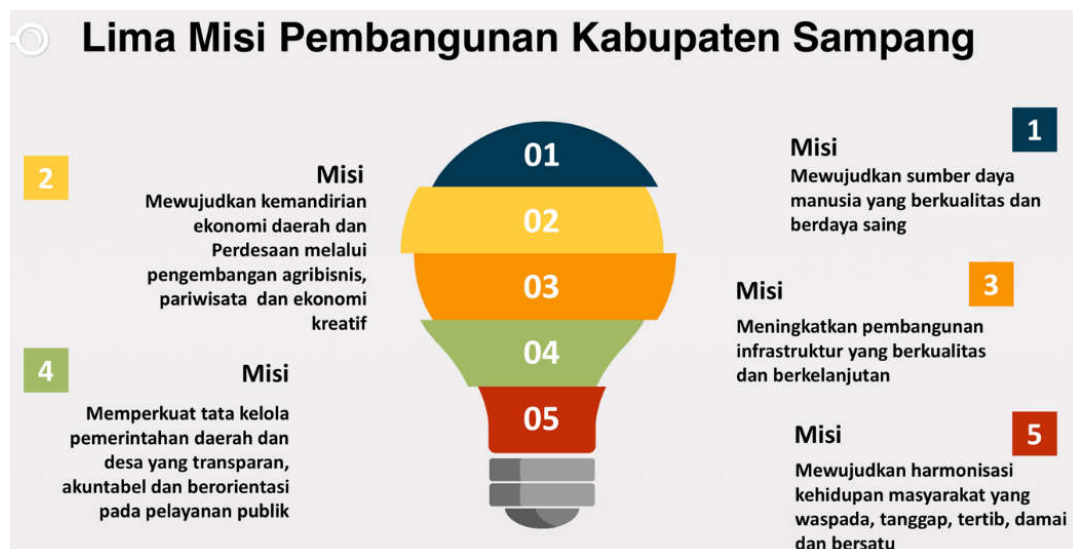 Lima Misi Pembangunan Kabupaten Sampang
1
Misi
Mewujudkan sumber daya
manusia yang berkualitas dan
berdaya saing
2
Misi
Mewujudkan kemandirian
ekonomi daerah dan
Perdesaan melalui
pengembangan agribisnis,
pariwisata dan ekonomi
kreatif
3
Misi
Meningkatkan pembangunan
infrastruktur yang berkualitas
dan berkelanjutan
4
Misi
Memperkuat tata kelola
pemerintahan daerah dan
desa yang transparan,
akuntabel dan berorientasi
pada pelayanan publik
5
Misi
Mewujudkan harmonisasi
kehidupan masyarakat yang
waspada, tanggap, tertib, damai
dan bersatu
01
02
03
04
05